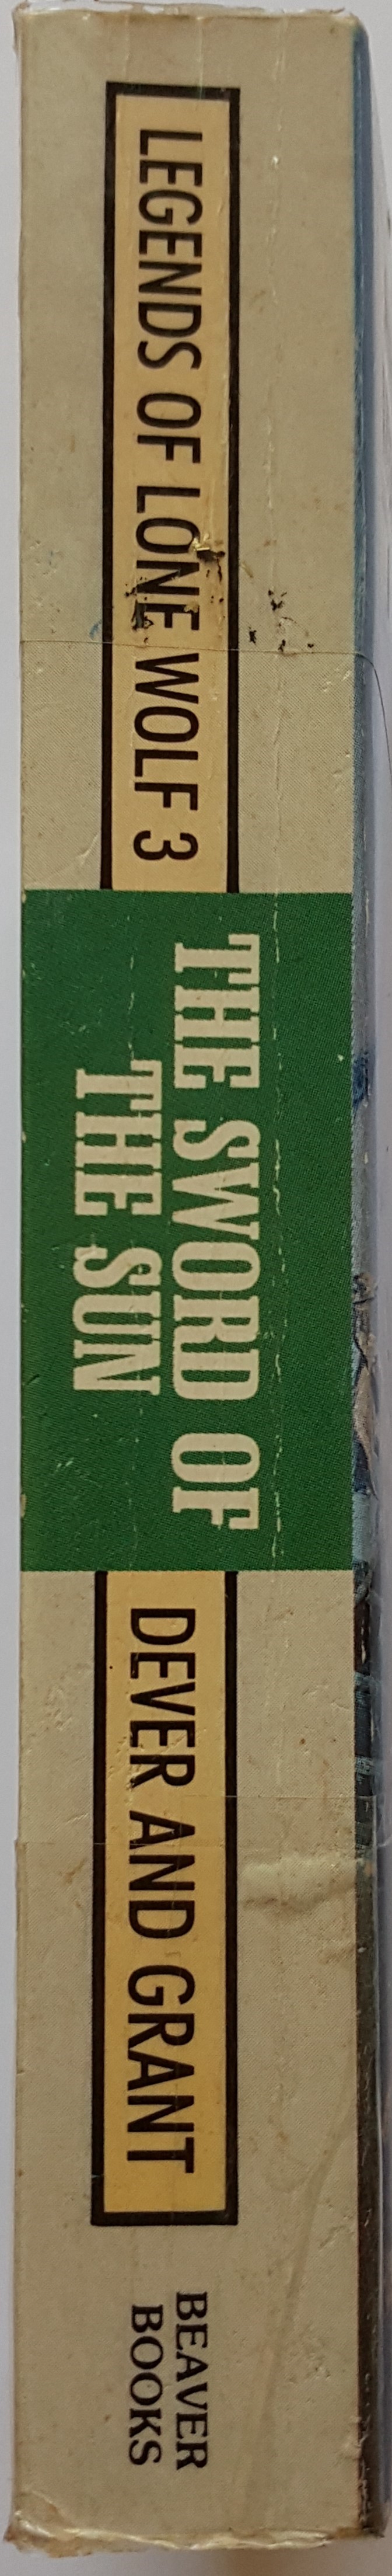 LEGENDS OF LONE WOLF 3
THE SWORD OF
THE SUN
DEVER AND GRANT
BEAVER
BOOKS